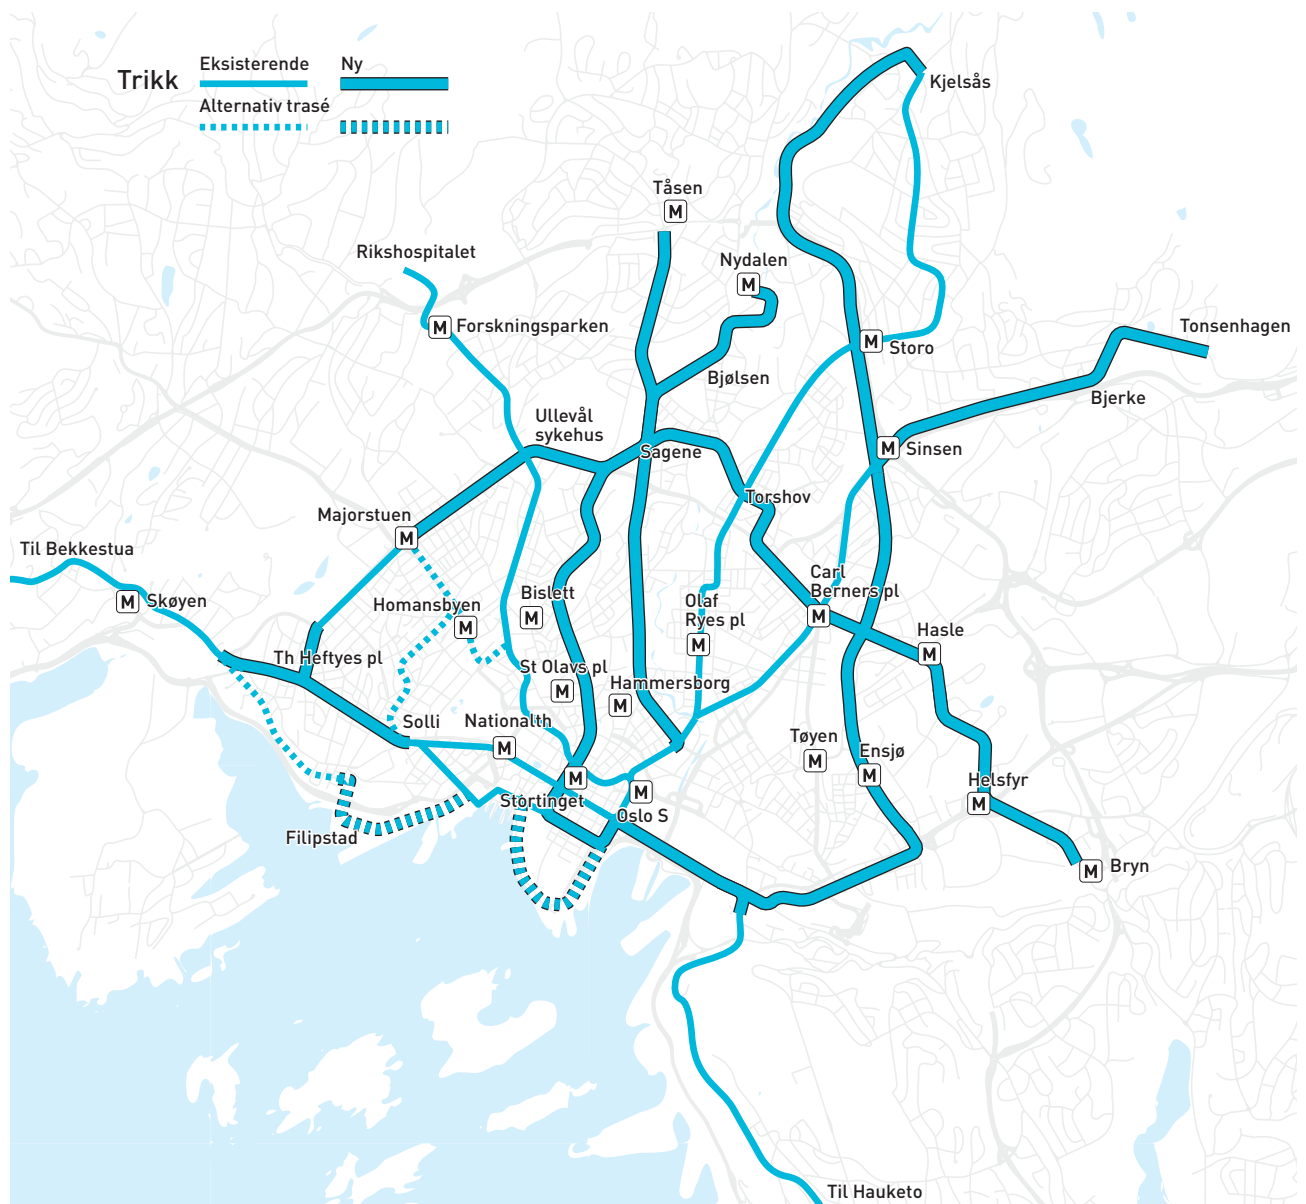 Trikk
Eksisterende
Ny
Alternativ trasé
Kjelsås
Tåsen
M
Rikshospitalet
Nydalen
M
M Forskningsparken
Tonsenhagen
M
Storo
Bjølsen
Bjerke
Ullevål
sykehus
Sagene
M
Sinsen
Torshov
Majorstuen
M
Til Bekkestua
M Skøyen
Homansbyen
M
Bislett
M
Olaf
Ryes pl
M
Carl
Berners pl
M
Hasle
M
Th Heftyes pl
St Olavs pl
M
Hammersborg
M
Solli
Nationalth
M
Tøyen
M
Ensjø
M
Helsfyr
M
M
Stortinget
M
Oslo S
Filipstad
M Bryn
Til Hauketo